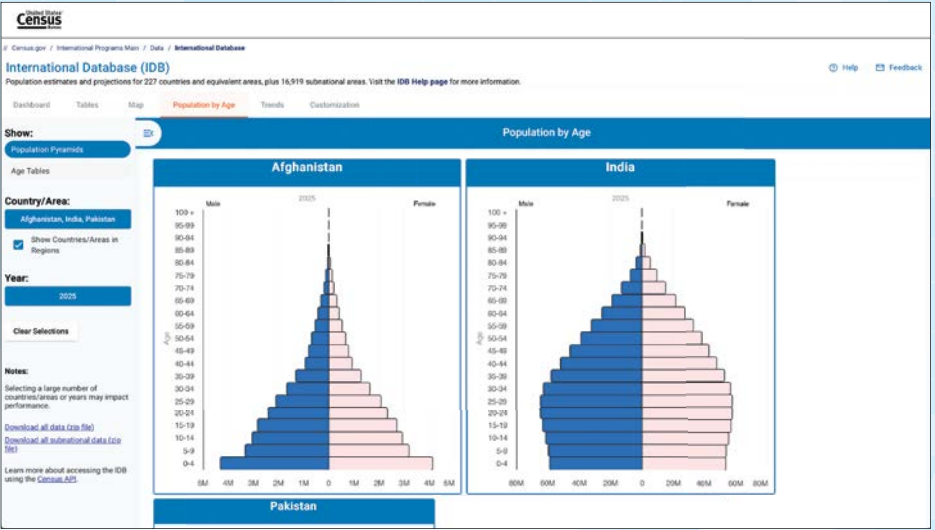 United States®
Census
Bureau
// Census.gov / International Programs Main / Data / International Database
International Database (IDB)
Population estimates and projections for 227 countries and equivalent areas, plus 16,919 subnational areas. Visit the IDB Help page for more information.
Help Feedback
Dashboard Tables Map Population by Age Trends Customization
Show:
Population Pyramids
Age Tables
Country/Area:
Afghanistan, India, Pakistan
Show Countries/Areas in
Regions
Year:
2025
Clear Selections
Notes:
Selecting a large number of
countries/areas or years may impact
performance.
Download all data (zip file)
Download all subnational data (zip
file)
Learn more about accessing the IDB
using the Census API.
Population by Age
Afghanistan
2025
Male Female
Age
100 +
95-99
90-94
85-89
80-84
75-79
70-74
65-69
60-64
55-59
50-54
45-49
40-44
35-39
30-34
25-29
20-24
15-19
10-14
5-9
0-4
5M 4M 3M 2M 1M 0 1M 2M 3M 4M 5M
India
2025
Male Female
Age
100 +
95-99
90-94
85-89
80-84
75-79
70-74
65-69
60-64
55-59
50-54
45-49
40-44
35-39
30-34
25-29
20-24
15-19
10-14
5-9
0-4
80M 60M 40M 20M 0 20M 40M 60M 80M
Pakistan